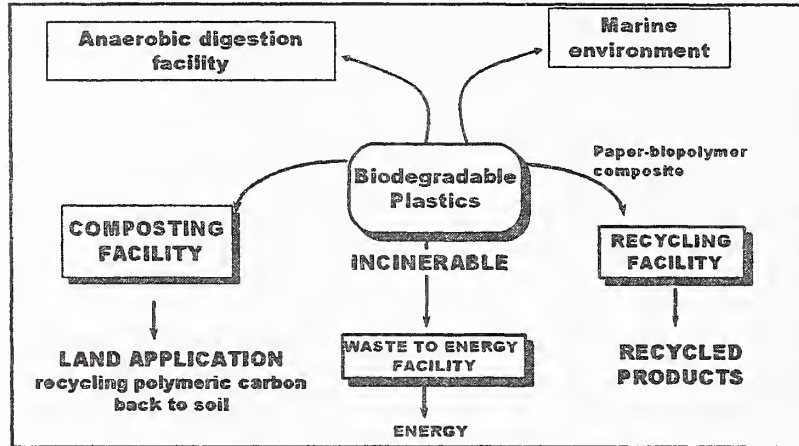 Anaerobic digestion
facility
Marine
environment
Biodegradable
Plastics
Paper-biopolymer
composite
COMPOSTING
FACILITY
INCINERABLE
RECYCLING
FACILITY
LAND APPLICATION
recycling polymeric carbon
back to soil
WASTE TO ENERGY
FACILITY
RECYCLED
PRODUCTS
ENERGY